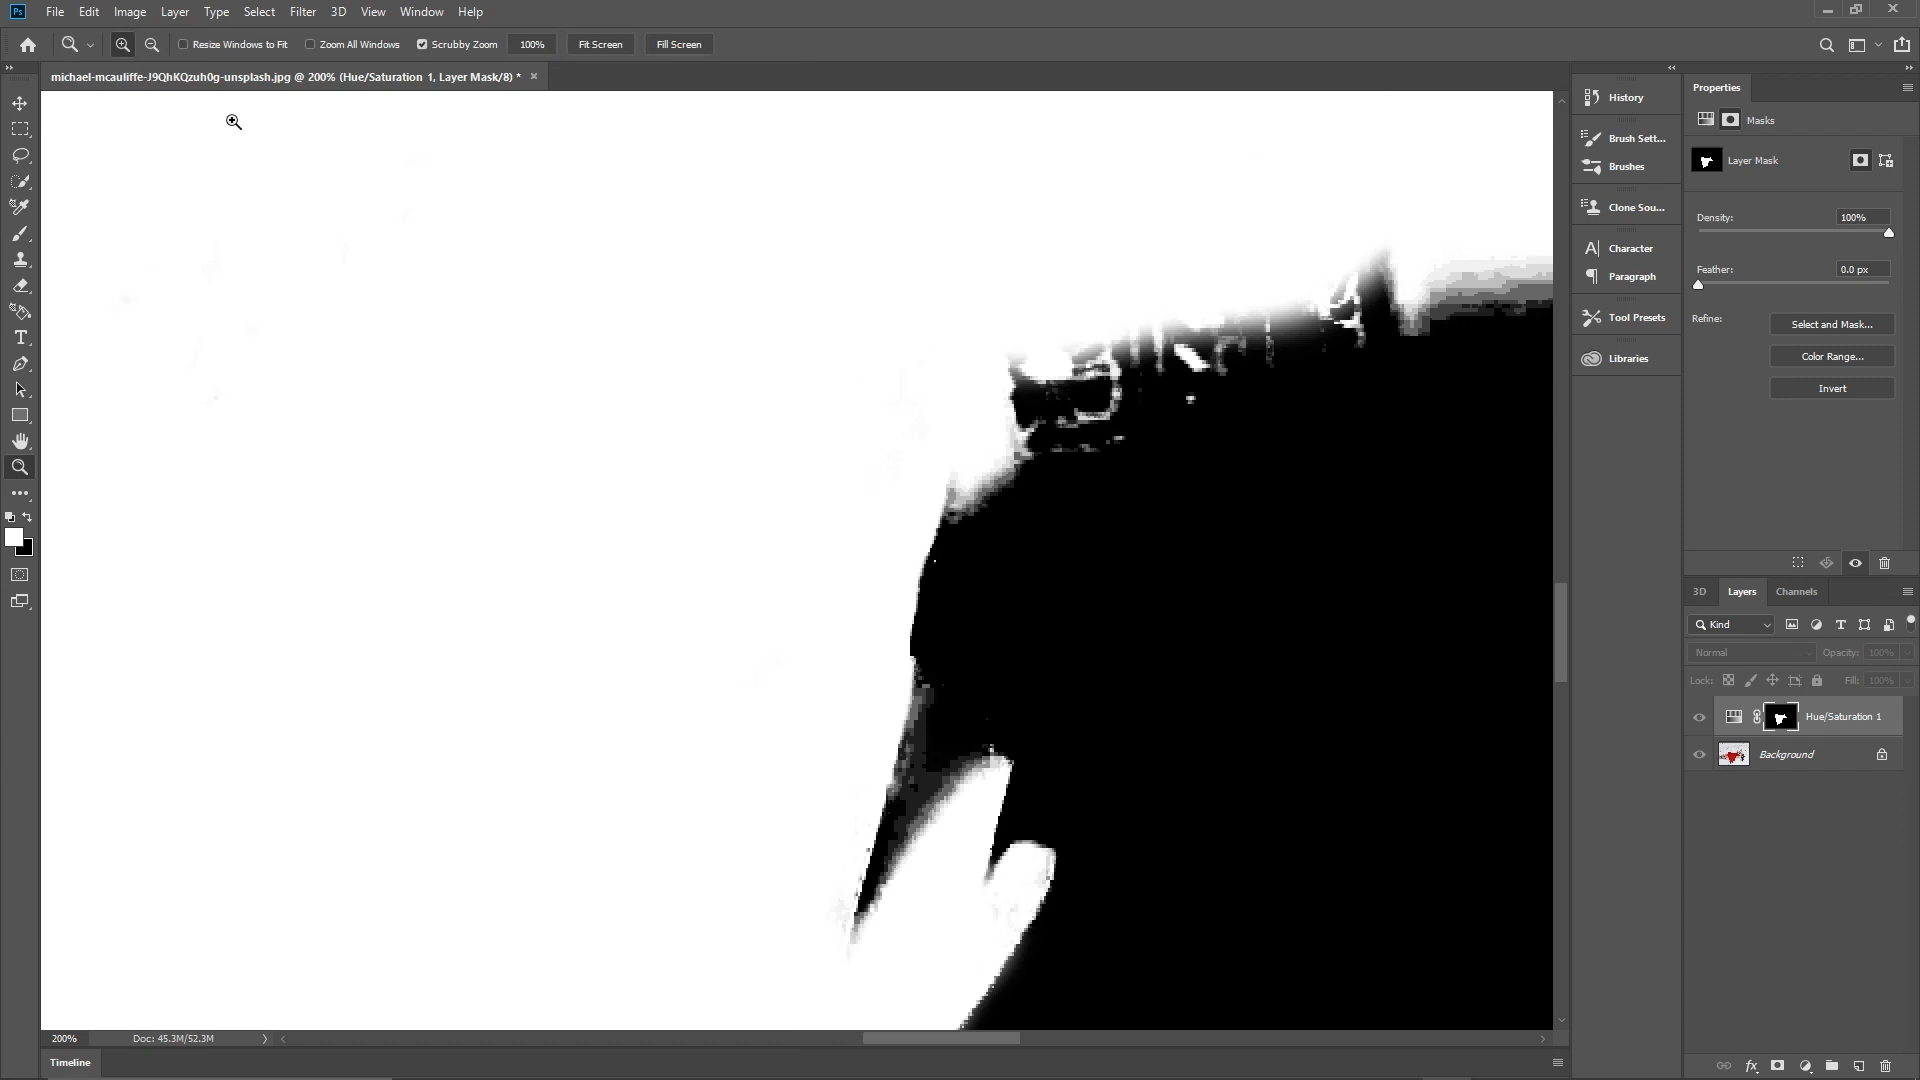 Ps File Edit Image Layer Type Select Filter 3D View Window Help
Resize Windows to Fit Zoom All Windows Scrubby Zoom 100% Fit Screen Fill Screen
michael-mcauliffe-J9QhKQzuh0g-unsplash.jpg @ 200% (Hue/Saturation 1, Layer Mask/8) *
History
Brush Sett...
Brushes
Clone Sou...
Character
Paragraph
Tool Presets
Libraries
Properties
Masks
Layer Mask
Density: 100%
Feather: 0.0 px
Refine: Select and Mask...
Color Range...
Invert
3D Layers Channels
Kind
Normal Opacity: 100%
Lock: Fill: 100%
Hue/Saturation 1
Background
fx
200% Doc: 45.3M/52.3M
Timeline